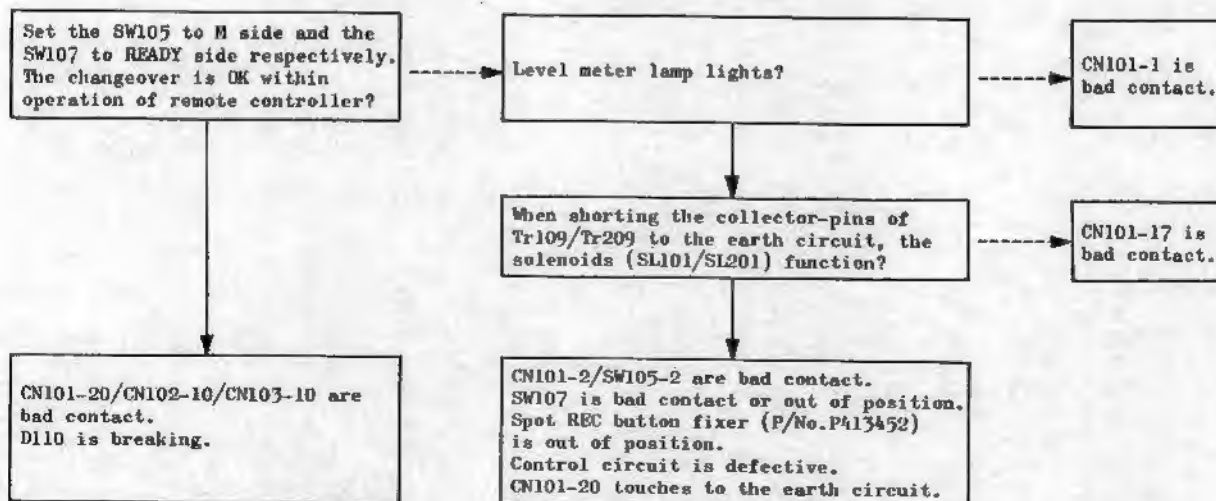 Set the SW105 to M side and the
SW107 to READY side respectively.
The changeover is OK within
operation of remote controller?
Level meter lamp lights?
CN101-1 is
bad contact.
When shorting the collector-pins of
Tr109/Tr209 to the earth circuit, the
solenoids (SL101/SL201) function?
CN101-17 is
bad contact.
CN101-20/CN102-10/CN103-10 are
bad contact.
D110 is breaking.
CN101-2/SW105-2 are bad contact.
SW107 is bad contact or out of position.
Spot REC button fixer (P/No.P413452)
is out of position.
Control circuit is defective.
CN101-20 touches to the earth circuit.